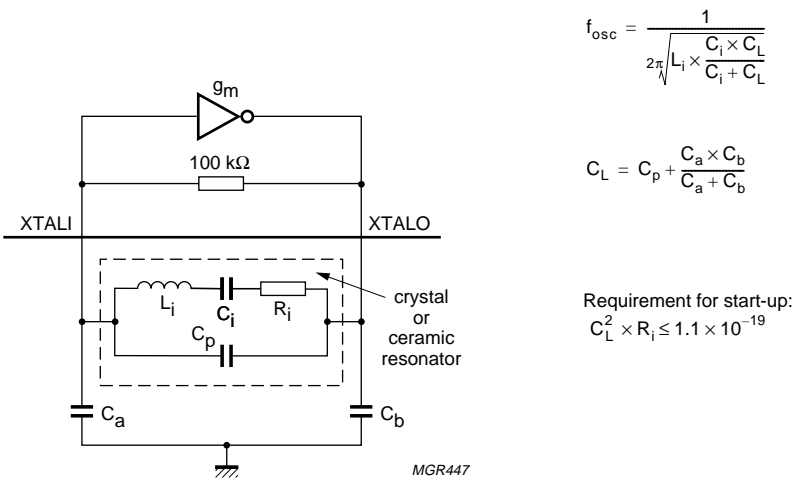 g_m
100 kΩ
XTALI
XTALO
L_i
C_i
R_i
C_p
crystal
or
ceramic
resonator
C_a
C_b
MGR447
f_osc = 1 / (2π√(L_i × (C_i × C_L) / (C_i + C_L)))
C_L = C_p + (C_a × C_b) / (C_a + C_b)
Requirement for start-up:
C_L^2 × R_i ≤ 1.1 × 10^−19